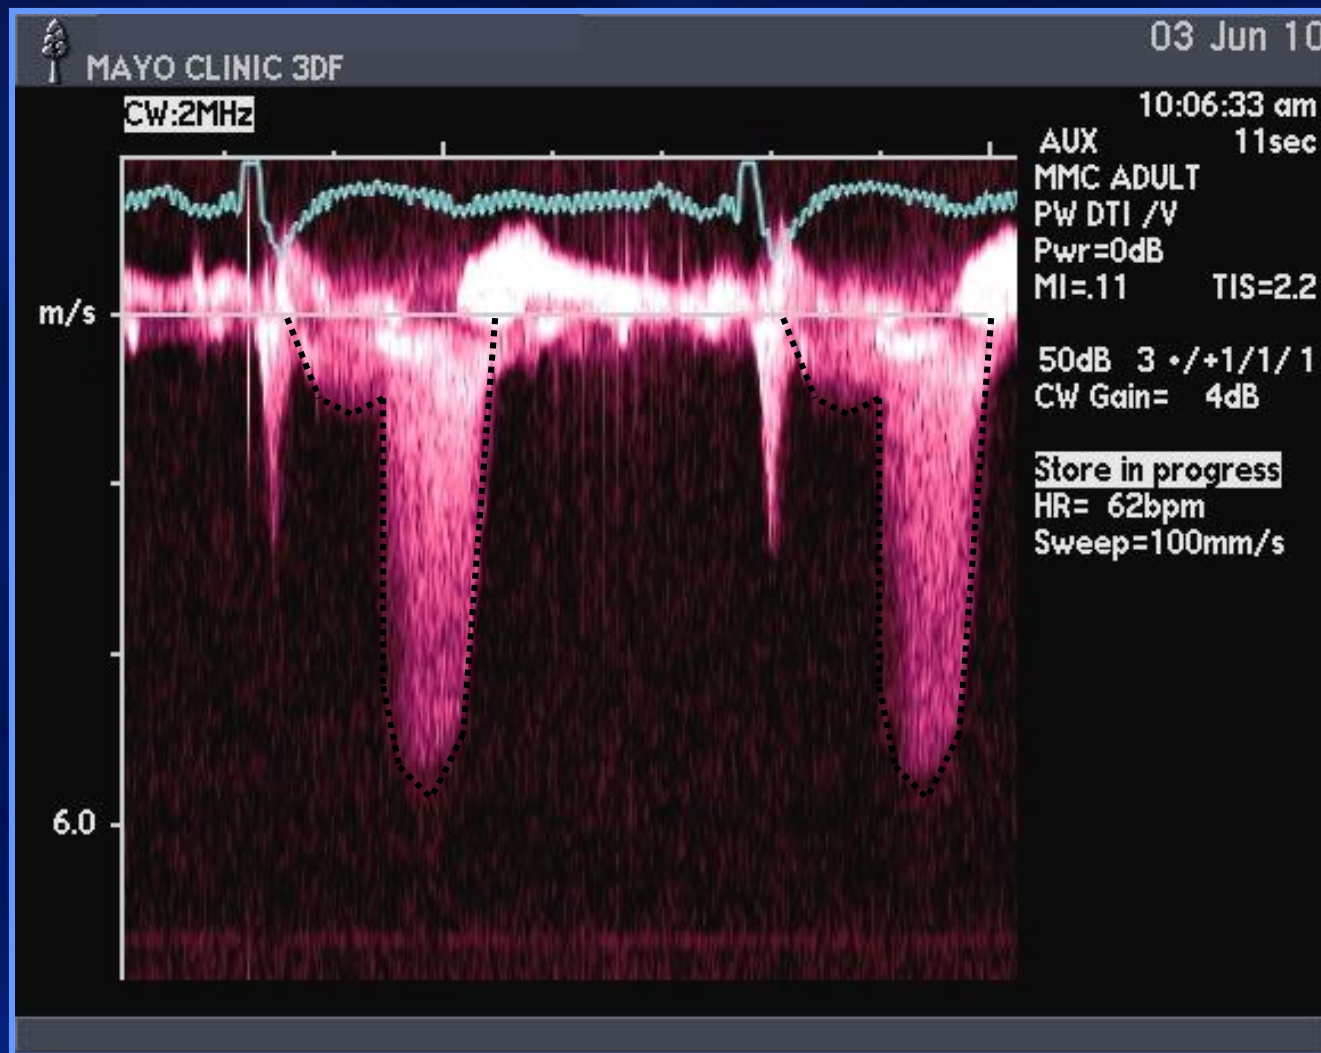 03 Jun 10
MAYO CLINIC 3DF
CW:2MHz
10:06:33 am
AUX 11sec
MMC ADULT
PW DTI /V
Pwr=0dB
MI=.11 TIS=2.2
m/s
50dB 3 •/+1/1/ 1
CW Gain= 4dB
Store in progress
HR= 62bpm
Sweep=100mm/s
6.0